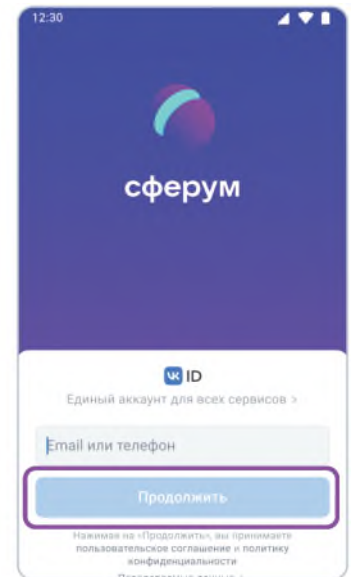 12:30
сферум
VK ID
Единый аккаунт для всех сервисов >
Email или телефон
Продолжить
Нажимая на «Продолжить», вы принимаете
пользовательское соглашение и политику
конфиденциальности